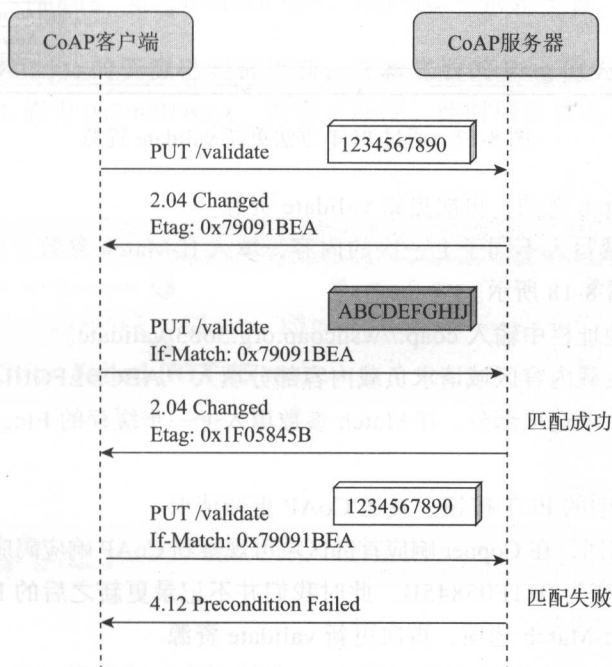 CoAP客户端
CoAP服务器
PUT /validate
1234567890
2.04 Changed
Etag: 0x79091BEA
ABCDEFGHIJ
PUT /validate
If-Match: 0x79091BEA
2.04 Changed
Etag: 0x1F05845B
匹配成功
1234567890
PUT /validate
If-Match: 0x79091BEA
4.12 Precondition Failed
匹配失败